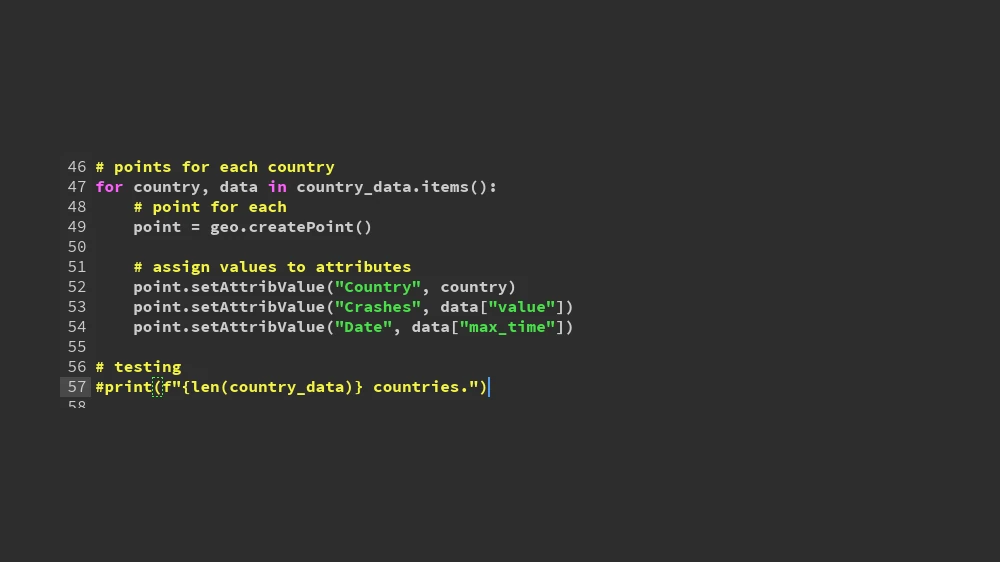 46 # points for each country
47 for country, data in country_data.items():
48     # point for each
49     point = geo.createPoint()
50
51     # assign values to attributes
52     point.setAttribValue("Country", country)
53     point.setAttribValue("Crashes", data["value"])
54     point.setAttribValue("Date", data["max_time"])
55
56 # testing
57 #print(f"{len(country_data)} countries.")
58